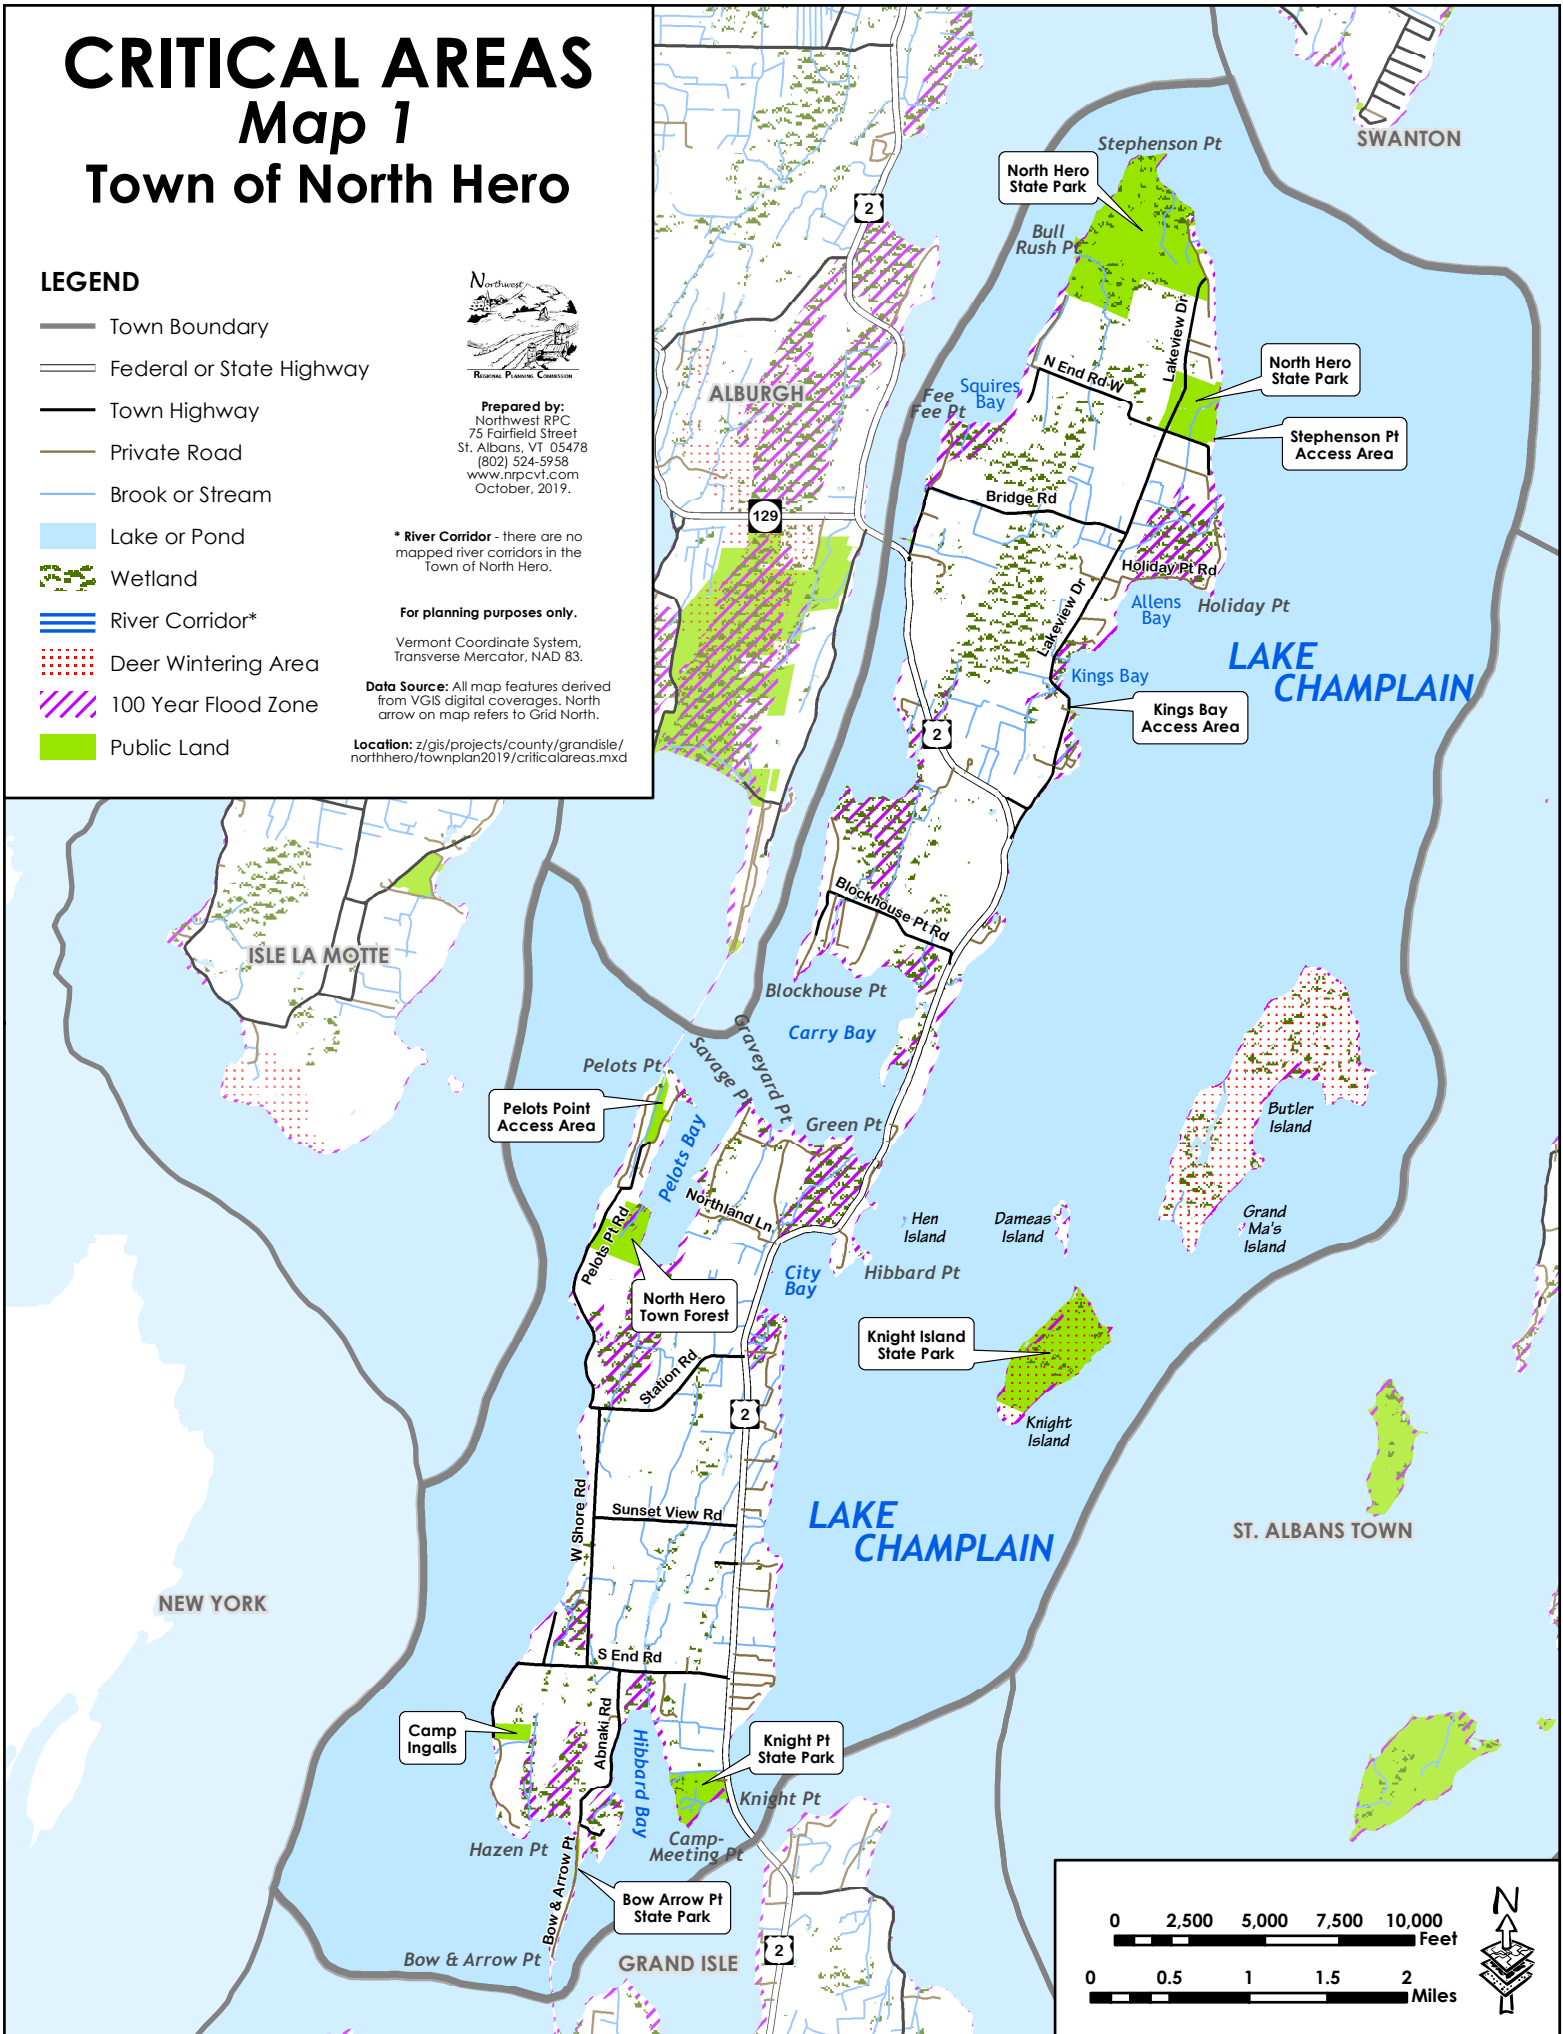 CRITICAL AREAS
Map 1
Town of North Hero
LEGEND
Town Boundary
Federal or State Highway
Town Highway
Private Road
Brook or Stream
Lake or Pond
Wetland
River Corridor*
Deer Wintering Area
100 Year Flood Zone
Public Land
Northwest
REGIONAL PLANNING COMMISSION
Prepared by:
Northwest RPC
75 Fairfield Street
St. Albans, VT 05478
(802) 524-5958
www.nrpcvt.com
October, 2019.
* River Corridor - there are no
mapped river corridors in the
Town of North Hero.
For planning purposes only.
Vermont Coordinate System,
Transverse Mercator, NAD 83.
Data Source: All map features derived
from VGIS digital coverages. North
arrow on map refers to Grid North.
Location: z/gis/projects/county/grandisle/
northhero/townplan2019/criticalareas.mxd
SWANTON
Stephenson Pt
North Hero
State Park
2
Bull
Rush Pt
Lakeview Dr
N End Rd W
North Hero
State Park
ALBURGH
Squires
Bay
Fee
Fee Pt
Stephenson Pt
Access Area
Bridge Rd
129
Holiday Pt Rd
Allens
Bay
Holiday Pt
Lakeview Dr
LAKE
CHAMPLAIN
Kings Bay
Kings Bay
Access Area
2
Blockhouse Pt Rd
ISLE LA MOTTE
Blockhouse Pt
Carry Bay
Graveyard Pt
Savage Pt
Pelots Pt
Pelots Point
Access Area
Green Pt
Pelots Bay
Butler
Island
Northland Ln
Hen
Island
Dameas
Island
Grand
Ma's
Island
Pelots Pt Rd
City
Bay
Hibbard Pt
North Hero
Town Forest
Knight Island
State Park
Station Rd
2
Knight
Island
W Shore Rd
Sunset View Rd
LAKE
CHAMPLAIN
ST. ALBANS TOWN
NEW YORK
S End Rd
Camp
Ingalls
Abnaki Rd
Hibbard Bay
Knight Pt
State Park
Knight Pt
Hazen Pt
Camp-
Meeting Pt
Bow & Arrow Pt
Bow Arrow Pt
State Park
Bow & Arrow Pt
GRAND ISLE
2
0 2,500 5,000 7,500 10,000
Feet
0 0.5 1 1.5 2
Miles
N